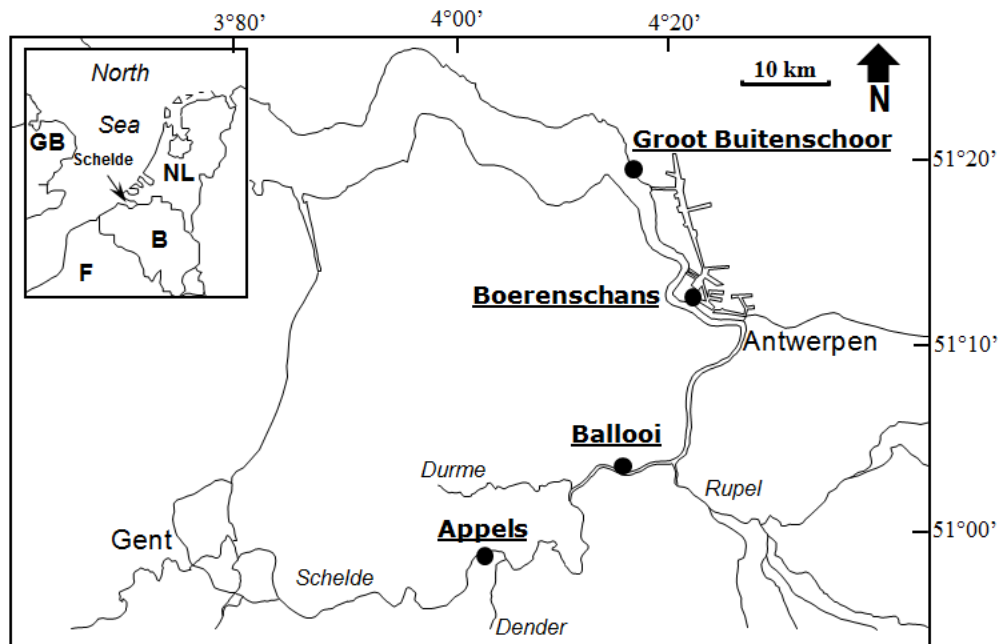 3°80’
4°00’
4°20’
North
Sea
GB
Schelde
NL
B
F
10 km
N
Groot Buitenschoor
51°20’
Boerenschans
Antwerpen
51°10’
Ballooi
Durme
Rupel
Appels
Gent
51°00’
Schelde
Dender